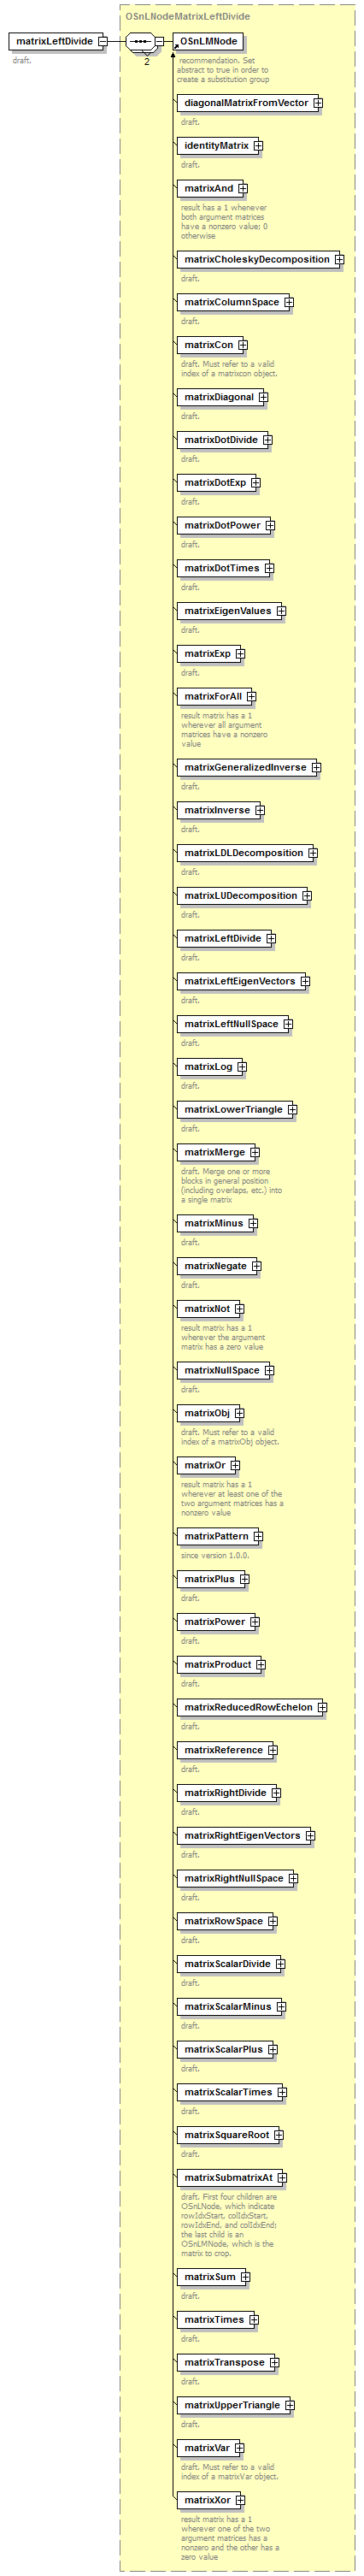 OSnLNodeMatrixLeftDivide
matrixLeftDivide
OSnLMNode
draft.
2
recommendation. Set
abstract to true in order to
create a substitution group
diagonalMatrixFromVector
draft.
identityMatrix
draft.
matrixAnd
result has a 1 whenever
both argument matrices
have a nonzero value; 0
otherwise
matrixCholeskyDecomposition
draft.
matrixColumnSpace
draft.
matrixCon
draft. Must refer to a valid
index of a matrixcon object.
matrixDiagonal
draft.
matrixDotDivide
draft.
matrixDotExp
draft.
matrixDotPower
draft.
matrixDotTimes
draft.
matrixEigenValues
draft.
matrixExp
draft.
matrixForAll
result matrix has a 1
wherever all argument
matrices have a nonzero
value
matrixGeneralizedInverse
draft.
matrixInverse
draft.
matrixLDLDecomposition
draft.
matrixLUDecomposition
draft.
matrixLeftDivide
draft.
matrixLeftEigenVectors
draft.
matrixLeftNullSpace
draft.
matrixLog
draft.
matrixLowerTriangle
draft.
matrixMerge
draft. Merge one or more
blocks in general position
(including overlaps, etc.) into
a single matrix
matrixMinus
draft.
matrixNegate
draft.
matrixNot
result matrix has a 1
wherever the argument
matrix has a zero value
matrixNullSpace
draft.
matrixObj
draft. Must refer to a valid
index of a matrixObj object.
matrixOr
result matrix has a 1
wherever at least one of the
two argument matrices has a
nonzero value
matrixPattern
since version 1.0.0.
matrixPlus
draft.
matrixPower
draft.
matrixProduct
draft.
matrixReducedRowEchelon
draft.
matrixReference
draft.
matrixRightDivide
draft.
matrixRightEigenVectors
draft.
matrixRightNullSpace
draft.
matrixRowSpace
draft.
matrixScalarDivide
draft.
matrixScalarMinus
draft.
matrixScalarPlus
draft.
matrixScalarTimes
draft.
matrixSquareRoot
draft.
matrixSubmatrixAt
draft. First four children are
OSnLNode, which indicate
rowIdxStart, colIdxStart,
rowIdxEnd, and colIdxEnd;
the last child is an
OSnLMNode, which is the
matrix to crop.
matrixSum
draft.
matrixTimes
draft.
matrixTranspose
draft.
matrixUpperTriangle
draft.
matrixVar
draft. Must refer to a valid
index of a matrixVar object.
matrixXor
result matrix has a 1
wherever one of the two
argument matrices has a
nonzero and the other has a
zero value